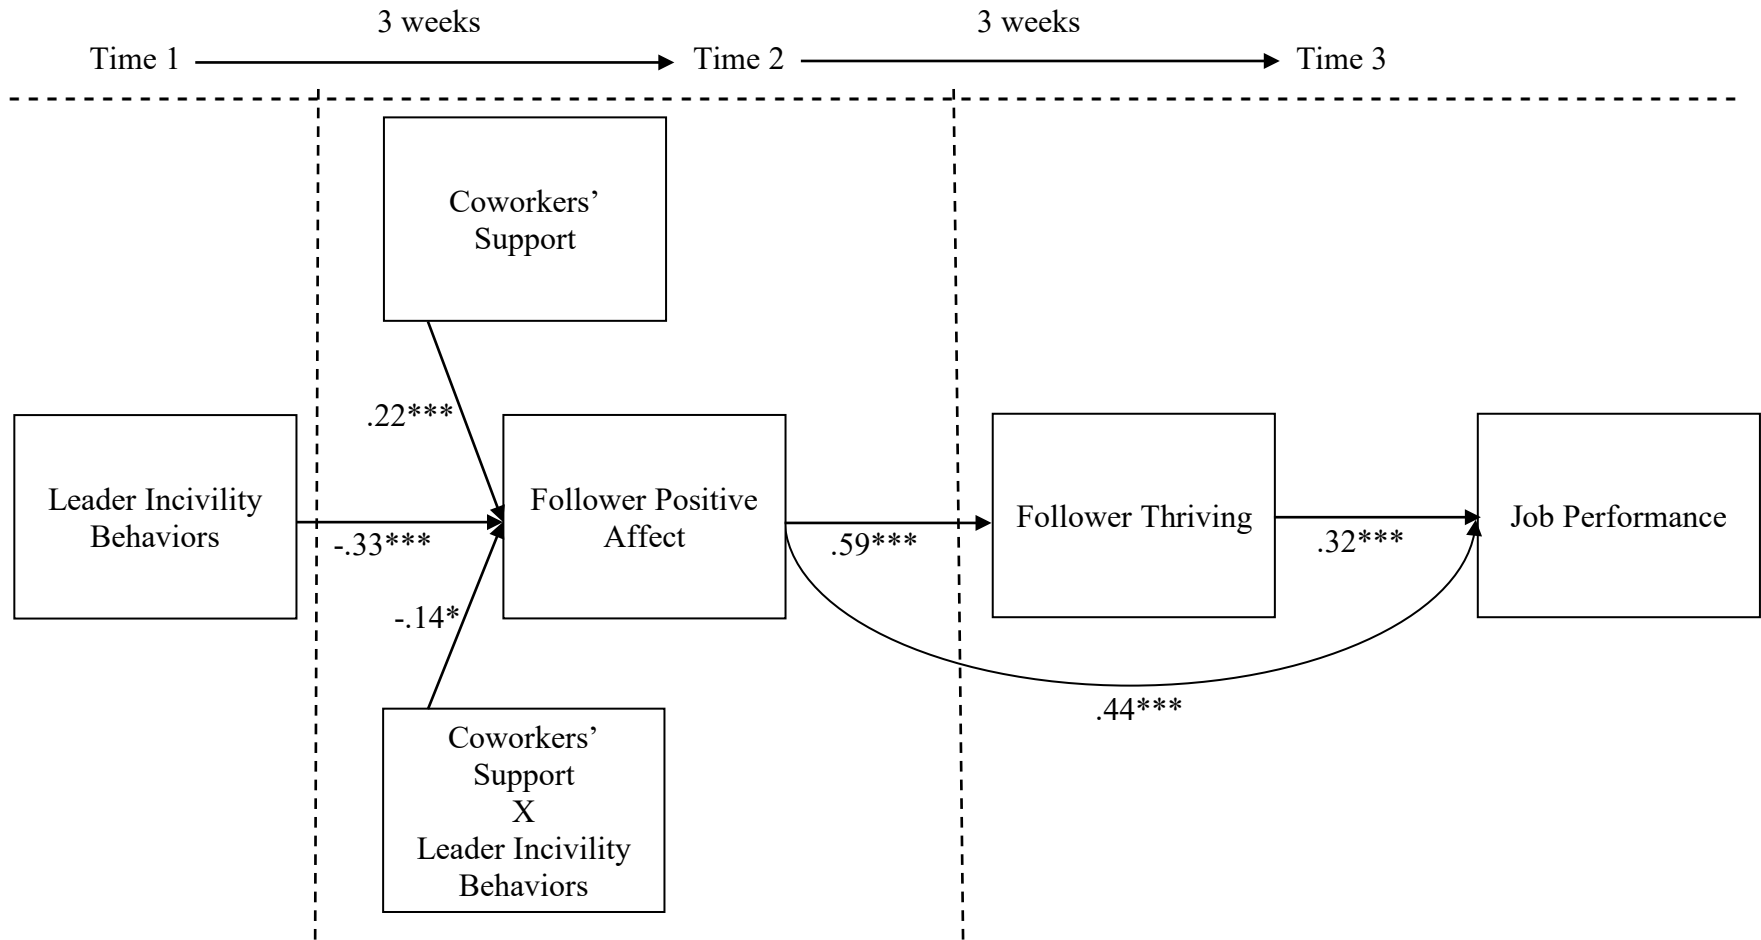 3 weeks
3 weeks
Time 1
Time 2
Time 3
Coworkers’
Support
.22***
Leader Incivility
Behaviors
-.33***
Follower Positive
Affect
.59***
Follower Thriving
.32***
Job Performance
-.14*
.44***
Coworkers’
Support
X
Leader Incivility
Behaviors